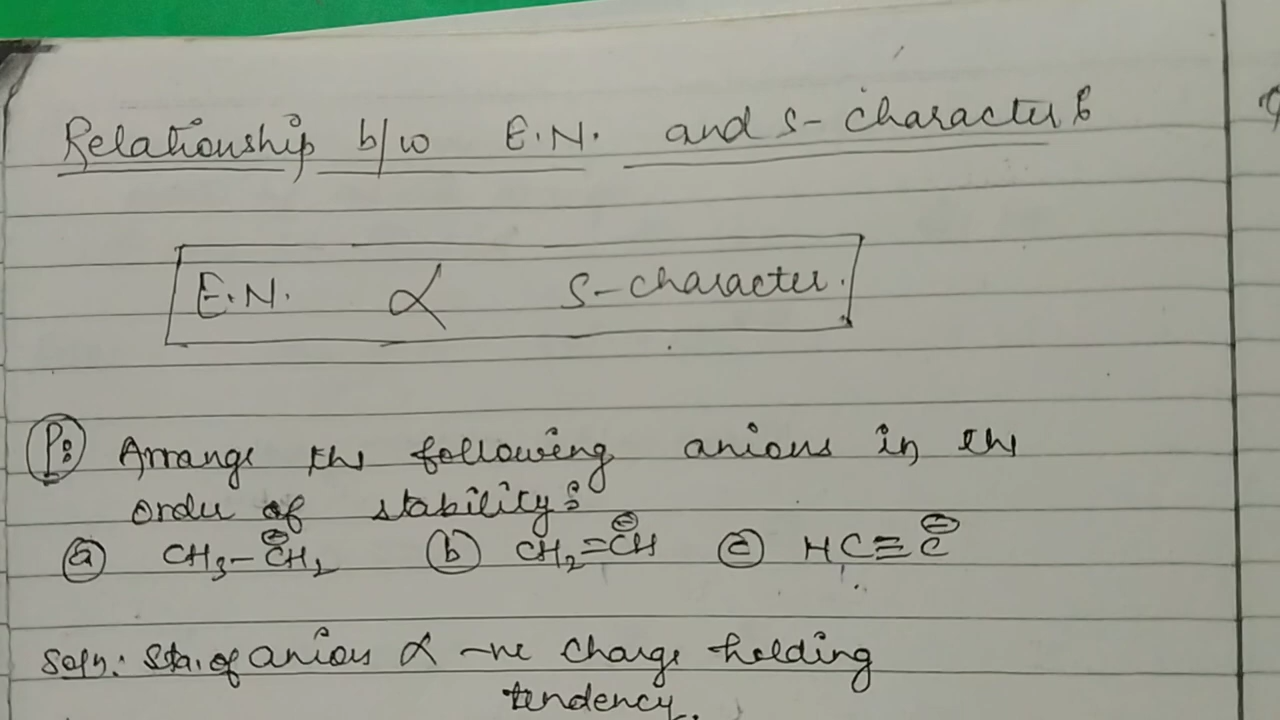 Relationship b/w E.N. and s-character:
E.N. ∝ s-character.
P: Arrange the following anions in the
order of stability:
(a) CH₃-C̈H₂⊖ (b) CH₂=CH⊖ (c) HC≡C⊖
Soln: Sta. of anion ∝ -ve charge holding
tendency.